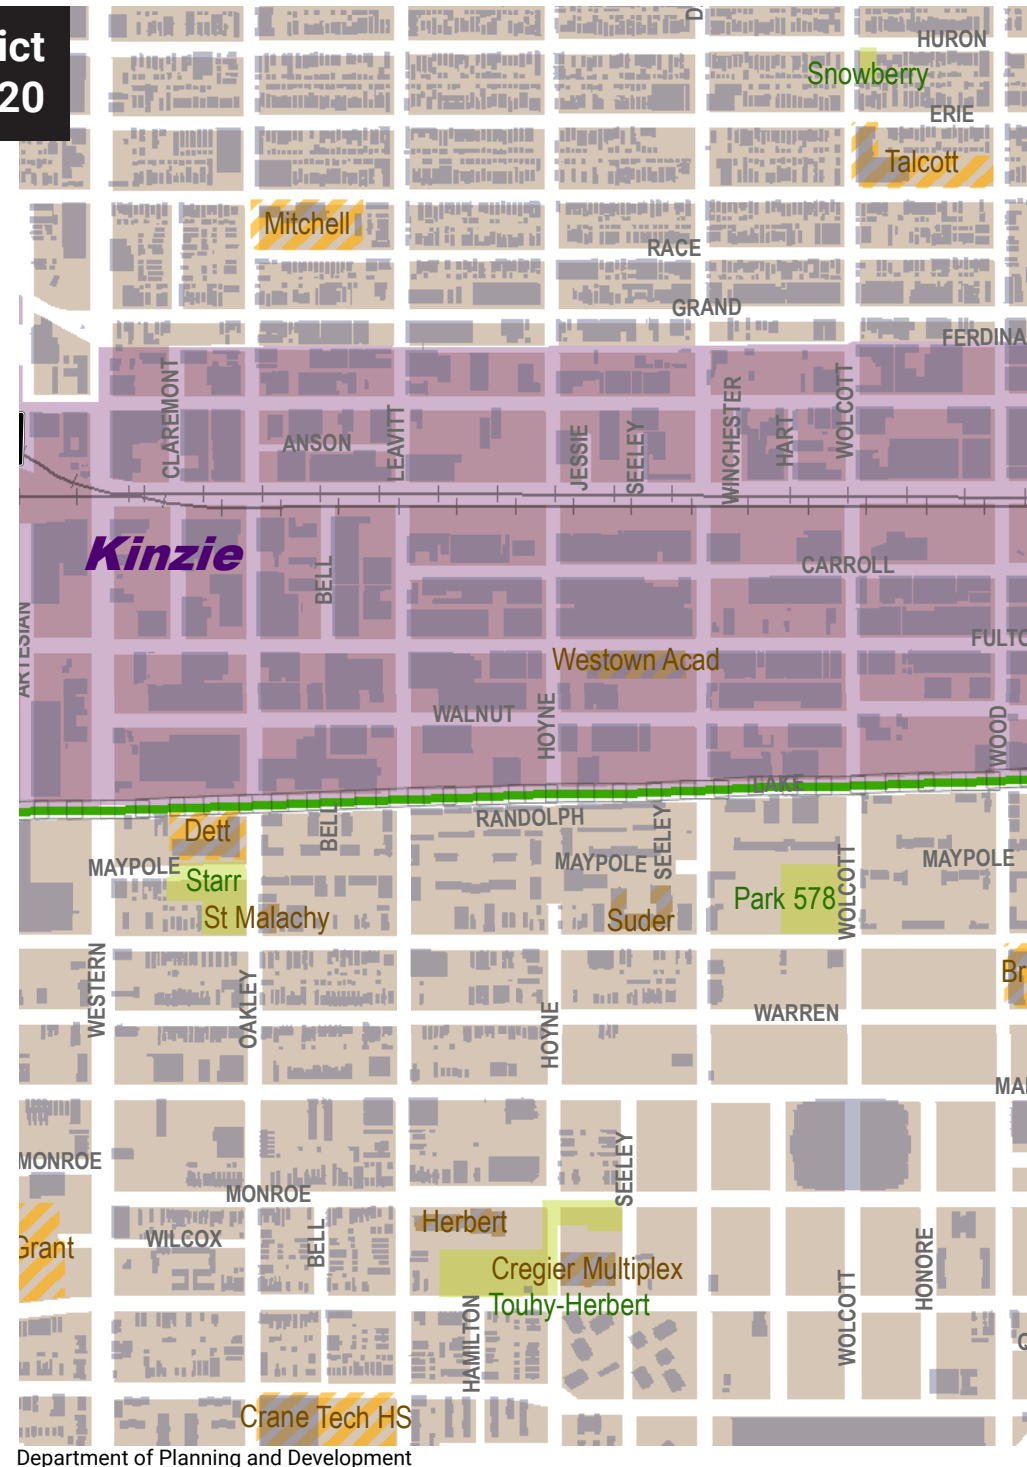 ict
20
D
HURON
Snowberry
ERIE
Talcott
Mitchell
RACE
GRAND
FERDINA
CLAREMONT
ANSON
LEAVITT
JESSIE
SEELEY
WINCHESTER
HART
WOLCOTT
Kinzie
BELL
CARROLL
ARTESIAN
FULTO
Westown Acad
WALNUT
HOYNE
WOOD
LAKE
RANDOLPH
Dett
BELL
MAYPOLE
MAYPOLE
SEELEY
MAYPOLE
WOLCOTT
Starr
Park 578
St Malachy
Suder
WESTERN
OAKLEY
Br
HOYNE
WARREN
MA
MONROE
MONROE
SEELEY
Herbert
Grant
WILCOX
BELL
Cregier Multiplex
HONORE
Touhy-Herbert
HAMILTON
WOLCOTT
Crane Tech HS
Department of Planning and Development